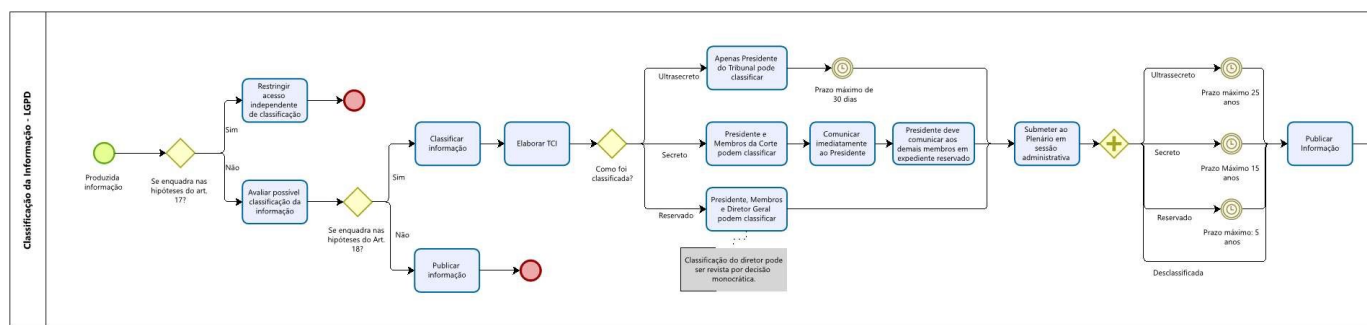 Classificação da Informação - LGPD
Produzida
informação
Se enquadra nas
hipóteses do art.
17?
Sim
Não
Restringir
acesso
independente
de classificação
Avaliar possível
classificação da
informação
Se enquadra nas
hipóteses do Art.
18?
Sim
Não
Classificar
informação
Publicar
informação
Elaborar TCI
Como foi
classificada?
Ultrasecreto
Secreto
Reservado
Apenas Presidente
do Tribunal pode
classificar
Prazo máximo de
30 dias
Presidente e
Membros da Corte
podem classificar
Comunicar
imediatamente
ao Presidente
Presidente deve
comunicar aos
demais membros em
expediente reservado
Presidente, Membros
e Diretor Geral
podem classificar
Classificação do diretor pode
ser revista por decisão
monocrática.
Submeter ao
Plenário em
sessão
administrativa
Ultrassecreto
Prazo máximo 25
anos
Secreto
Prazo Máximo 15
anos
Reservado
Prazo máximo: 5
anos
Desclassificada
Publicar
Informação